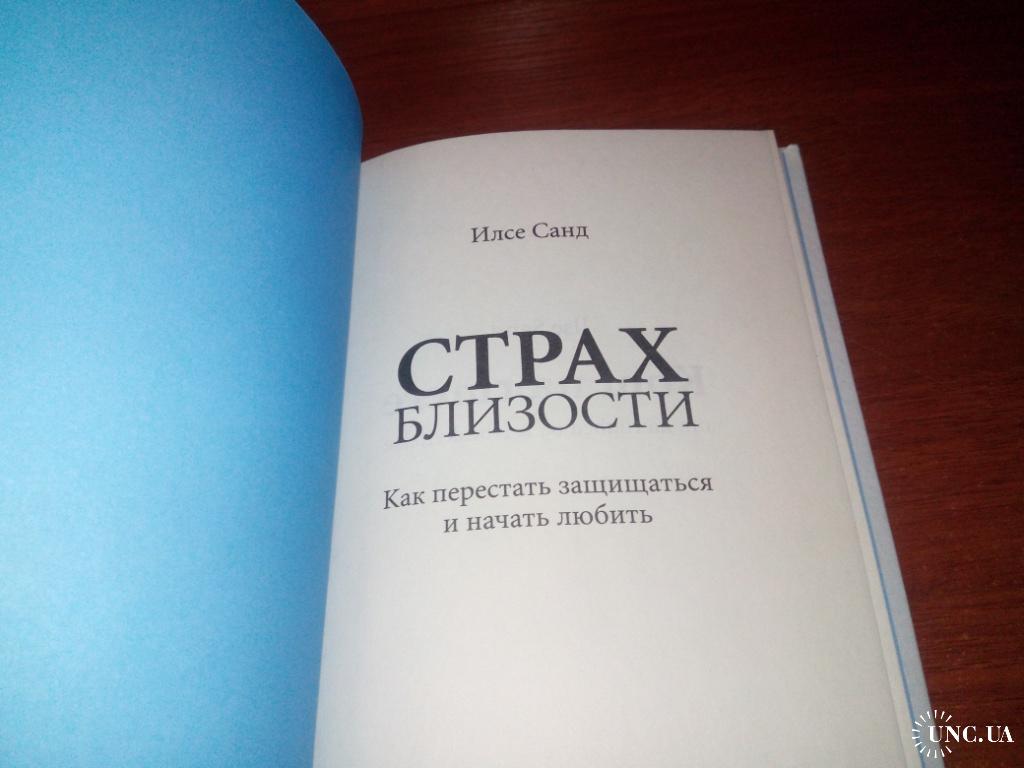 Илсе Санд
СТРАХ
БЛИЗОСТИ
Как перестать защищаться
и начать любить
UNC.UA